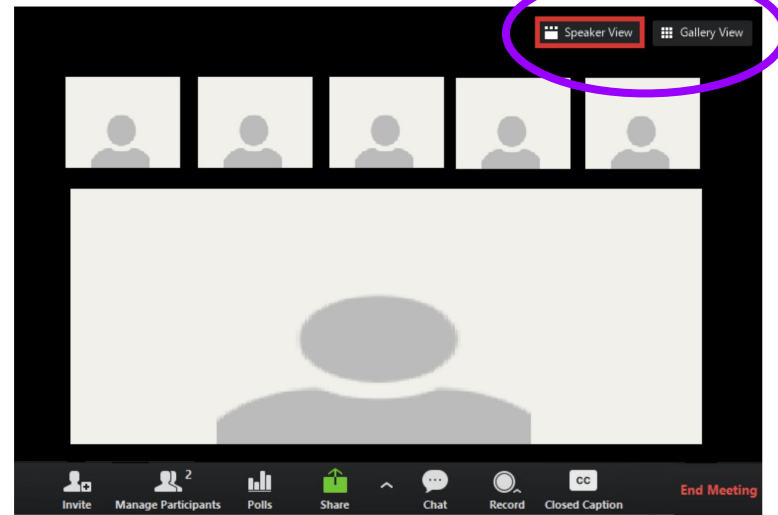 Speaker View Gallery View
2
Invite Manage Participants Polls Share Chat Record CC Closed Caption End Meeting